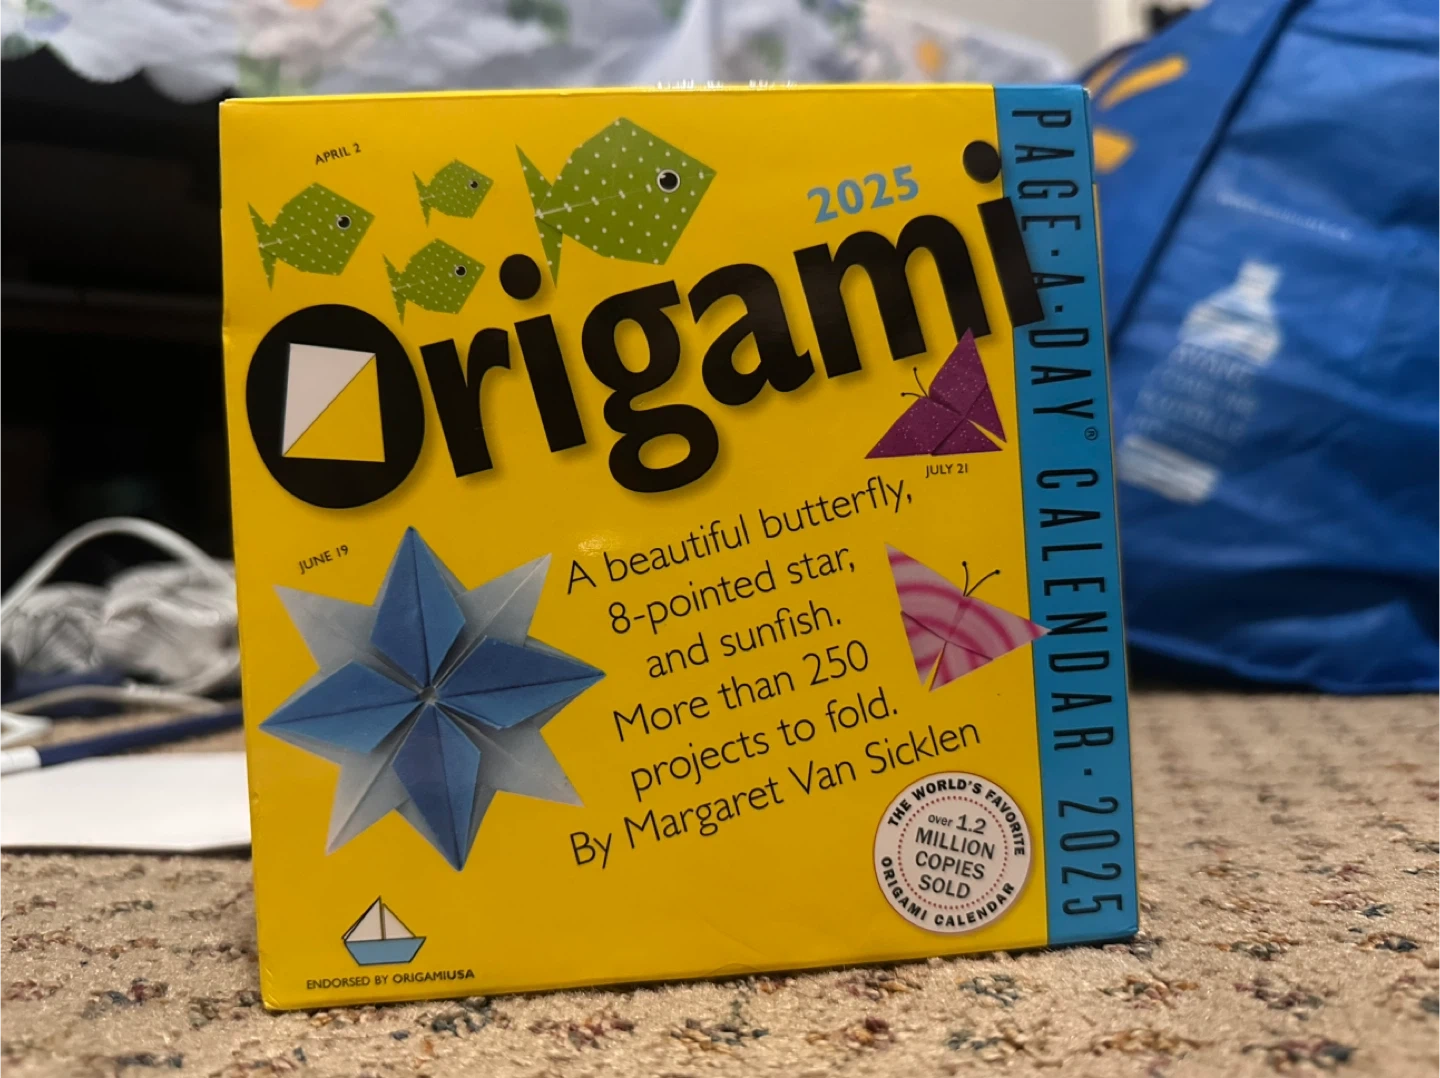 APRIL 2
2025
Origami
JULY 21
JUNE 19
A beautiful butterfly,
8-pointed star,
and sunfish.
More than 250
projects to fold.
By Margaret Van Sicklen
THE WORLD'S FAVORITE
over 1.2
MILLION
COPIES
SOLD
ORIGAMI CALENDAR
ENDORSED BY ORIGAMIUSA
PAGE-A-DAY® CALENDAR · 2025